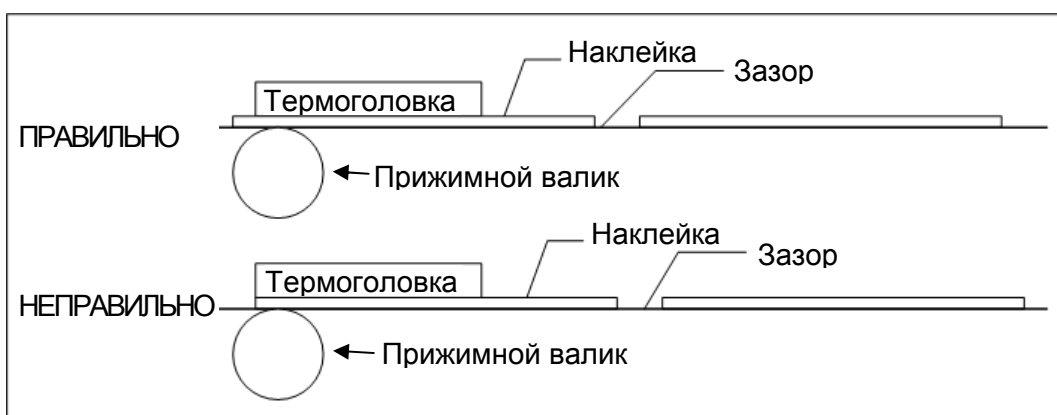 Наклейка
Зазор
Термоголовка
ПРАВИЛЬНО
Прижимной валик
Наклейка
Зазор
Термоголовка
НЕПРАВИЛЬНО
Прижимной валик